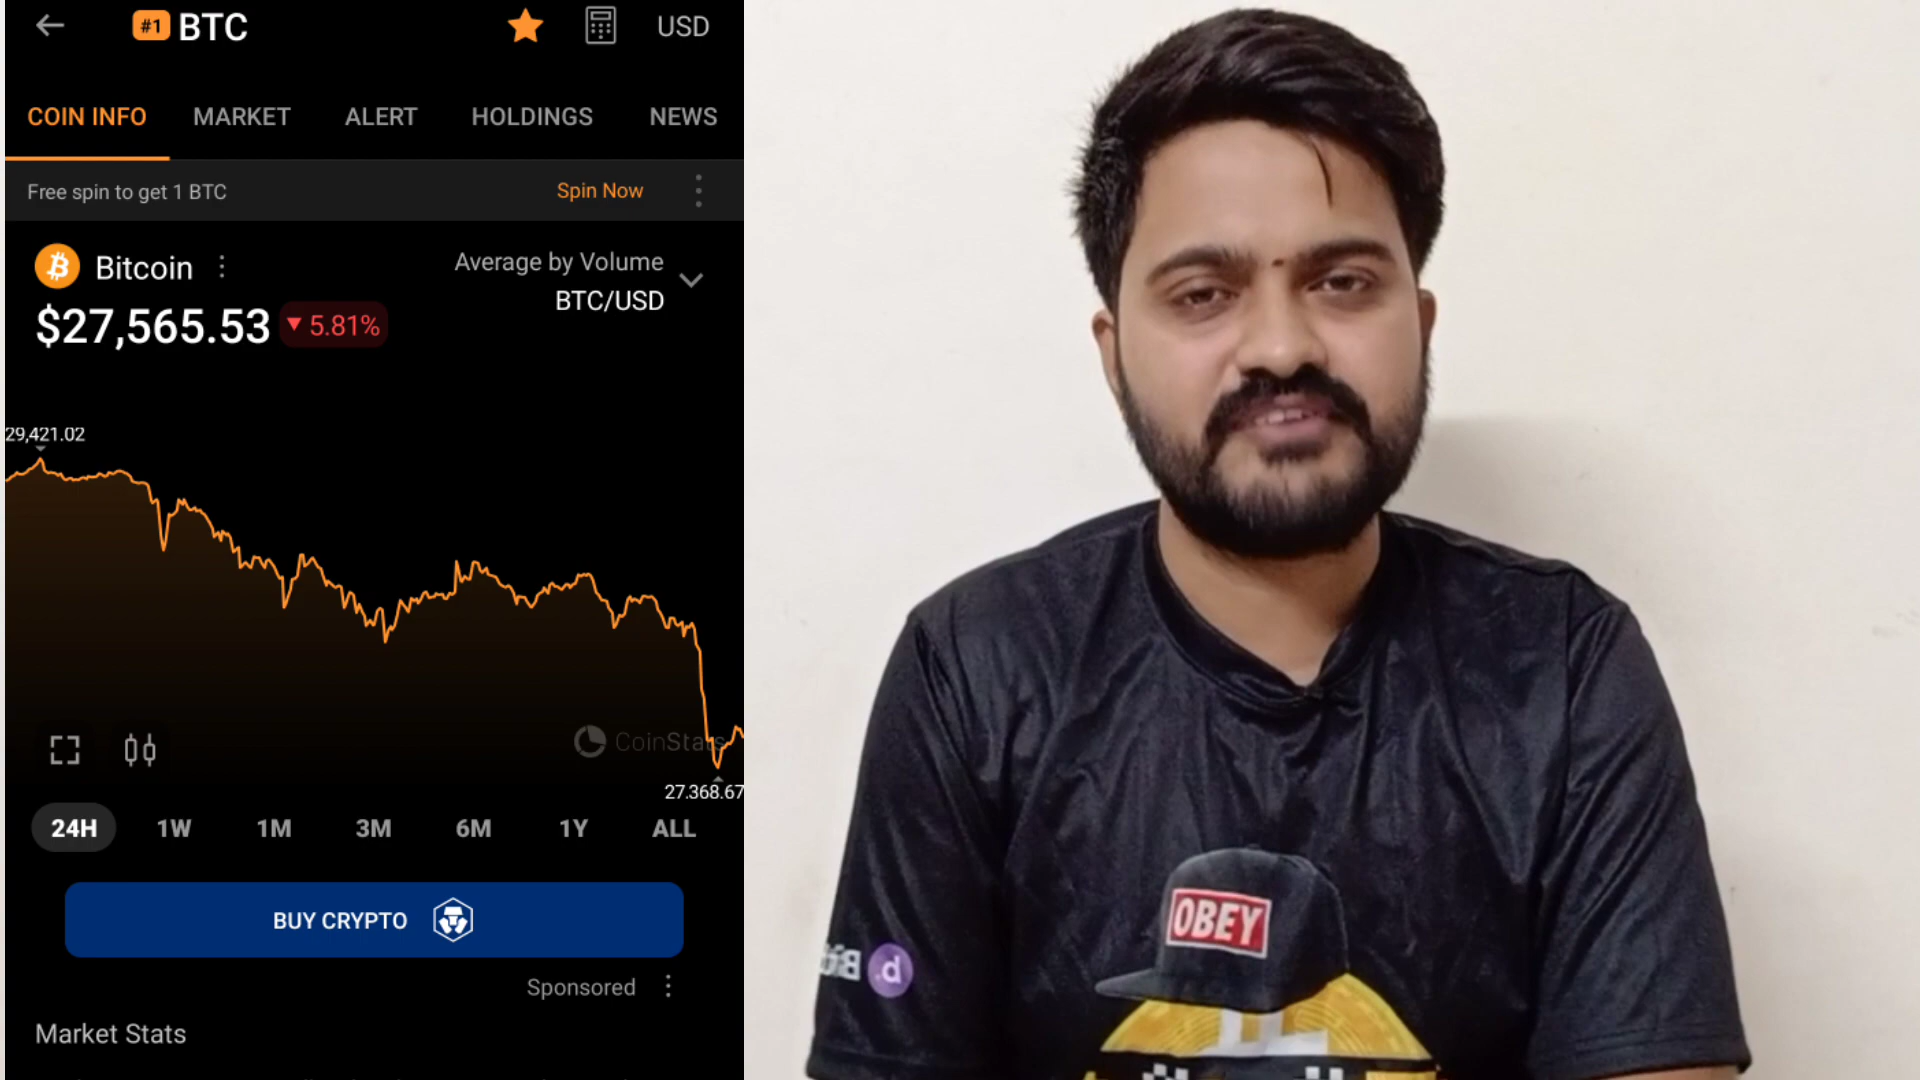 #1 BTC USD
COIN INFO MARKET ALERT HOLDINGS NEWS
Free spin to get 1 BTC Spin Now
Bitcoin
Average by Volume
BTC/USD
$27,565.53 ▼ 5.81%
29,421.02
CoinStats
27.368.67
24H 1W 1M 3M 6M 1Y ALL
BUY CRYPTO
Sponsored
Market Stats
OBEY